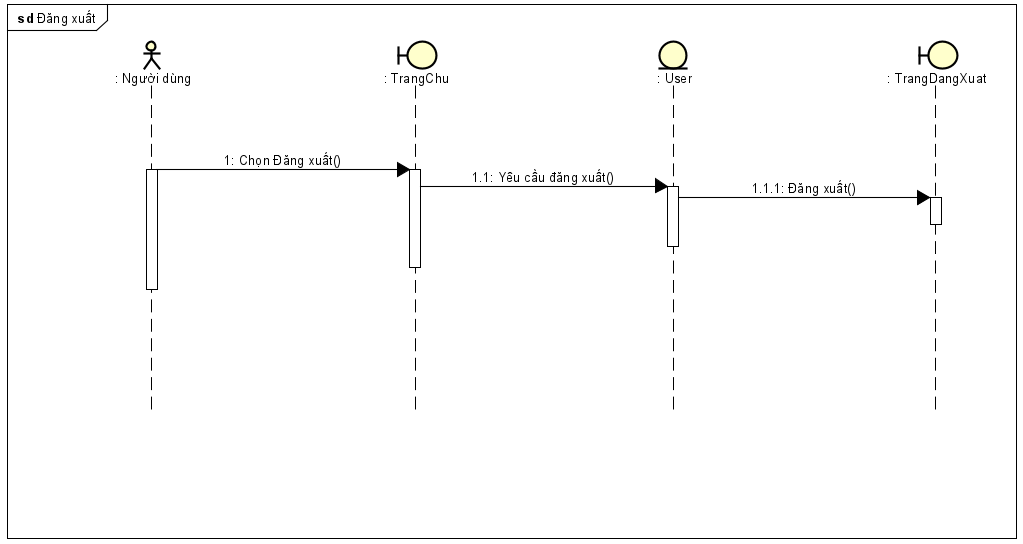 sd Đăng xuất
: Người dùng
: TrangChu
: User
: TrangDangXuat
1: Chọn Đăng xuất()
1.1: Yêu cầu đăng xuất()
1.1.1: Đăng xuất()